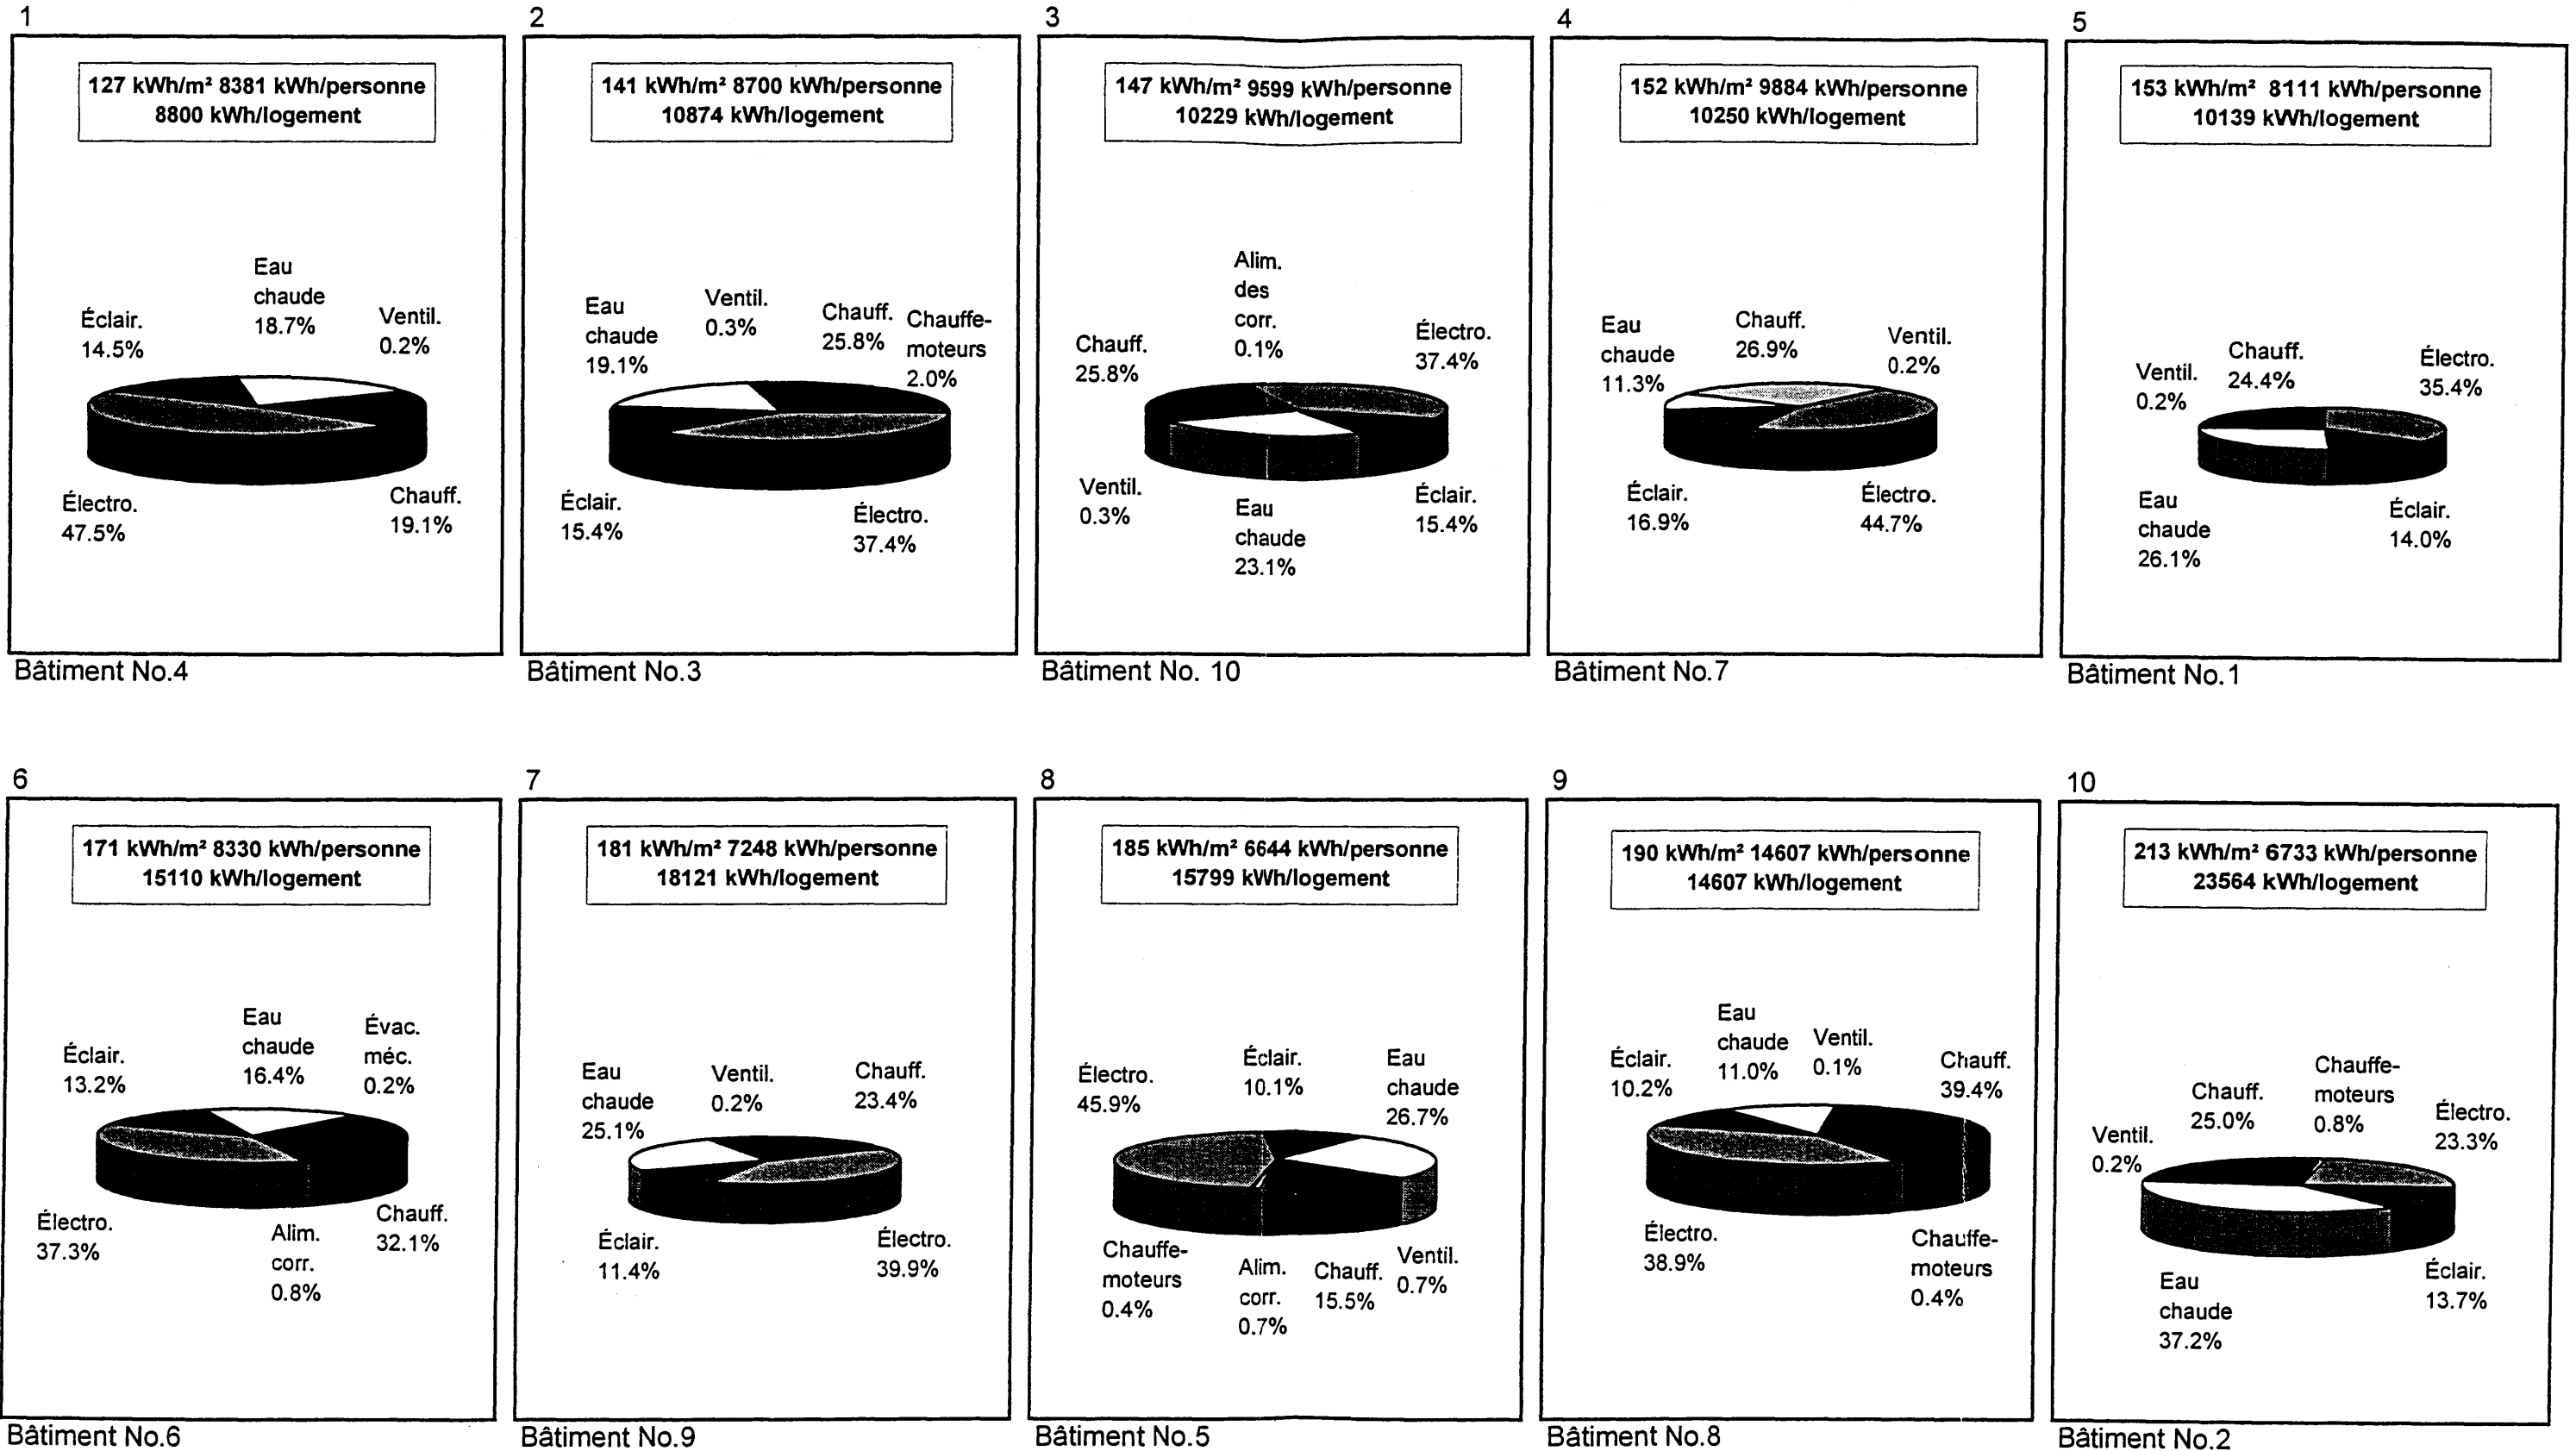 1
127 kWh/m² 8381 kWh/personne
8800 kWh/logement
Éclair.
14.5%
Eau
chaude
18.7%
Ventil.
0.2%
Électro.
47.5%
Chauff.
19.1%
Bâtiment No.4
2
141 kWh/m² 8700 kWh/personne
10874 kWh/logement
Eau
chaude
19.1%
Ventil.
0.3%
Chauff.
25.8%
Chauffe-
moteurs
2.0%
Éclair.
15.4%
Électro.
37.4%
Bâtiment No.3
3
147 kWh/m² 9599 kWh/personne
10229 kWh/logement
Chauff.
25.8%
Alim.
des
corr.
0.1%
Électro.
37.4%
Ventil.
0.3%
Eau
chaude
23.1%
Éclair.
15.4%
Bâtiment No. 10
4
152 kWh/m² 9884 kWh/personne
10250 kWh/logement
Eau
chaude
11.3%
Chauff.
26.9%
Ventil.
0.2%
Éclair.
16.9%
Électro.
44.7%
Bâtiment No.7
5
153 kWh/m² 8111 kWh/personne
10139 kWh/logement
Ventil.
0.2%
Chauff.
24.4%
Électro.
35.4%
Eau
chaude
26.1%
Éclair.
14.0%
Bâtiment No.1
6
171 kWh/m² 8330 kWh/personne
15110 kWh/logement
Éclair.
13.2%
Eau
chaude
16.4%
Évac.
méc.
0.2%
Électro.
37.3%
Alim.
corr.
0.8%
Chauff.
32.1%
Bâtiment No.6
7
181 kWh/m² 7248 kWh/personne
18121 kWh/logement
Eau
chaude
25.1%
Ventil.
0.2%
Chauff.
23.4%
Éclair.
11.4%
Électro.
39.9%
Bâtiment No.9
8
185 kWh/m² 6644 kWh/personne
15799 kWh/logement
Électro.
45.9%
Éclair.
10.1%
Eau
chaude
26.7%
Chauffe-
moteurs
0.4%
Alim.
corr.
0.7%
Chauff.
15.5%
Ventil.
0.7%
Bâtiment No.5
9
190 kWh/m² 14607 kWh/personne
14607 kWh/logement
Éclair.
10.2%
Eau
chaude
11.0%
Ventil.
0.1%
Chauff.
39.4%
Électro.
38.9%
Chauffe-
moteurs
0.4%
Bâtiment No.8
10
213 kWh/m² 6733 kWh/personne
23564 kWh/logement
Ventil.
0.2%
Chauff.
25.0%
Chauffe-
moteurs
0.8%
Électro.
23.3%
Eau
chaude
37.2%
Éclair.
13.7%
Bâtiment No.2